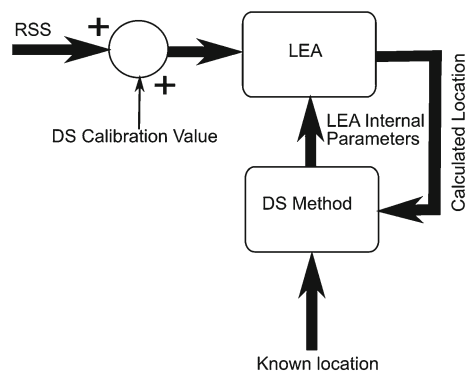 RSS
+
+
DS Calibration Value
LEA
LEA Internal
Parameters
Calculated Location
DS Method
Known location